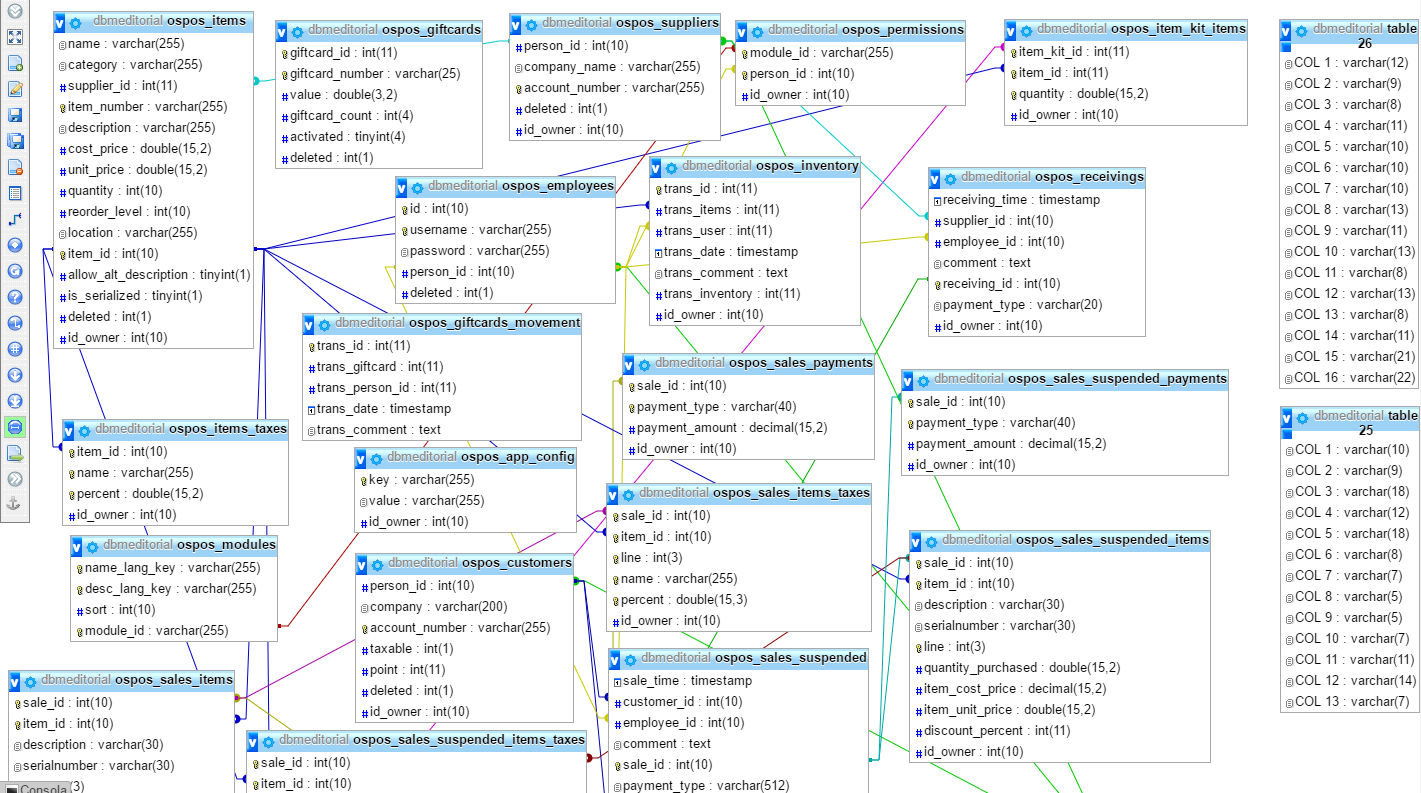 dbmeditorial ospos_items
name : varchar(255)
category : varchar(255)
supplier_id : int(11)
item_number : varchar(255)
description : varchar(255)
cost_price : double(15,2)
unit_price : double(15,2)
quantity : int(10)
reorder_level : int(10)
location : varchar(255)
item_id : int(10)
allow_alt_description : tinyint(1)
is_serialized : tinyint(1)
deleted : int(1)
id_owner : int(10)
dbmeditorial ospos_giftcards
giftcard_id : int(11)
giftcard_number : varchar(25)
value : double(3,2)
giftcard_count : int(4)
activated : tinyint(4)
deleted : int(1)
dbmeditorial ospos_suppliers
person_id : int(10)
company_name : varchar(255)
account_number : varchar(255)
deleted : int(1)
id_owner : int(10)
dbmeditorial ospos_permissions
module_id : varchar(255)
person_id : int(10)
id_owner : int(10)
dbmeditorial ospos_item_kit_items
item_kit_id : int(11)
item_id : int(11)
quantity : double(15,2)
id_owner : int(10)
dbmeditorial table
26
COL 1 : varchar(12)
COL 2 : varchar(9)
COL 3 : varchar(8)
COL 4 : varchar(11)
COL 5 : varchar(10)
COL 6 : varchar(10)
COL 7 : varchar(10)
COL 8 : varchar(13)
COL 9 : varchar(11)
COL 10 : varchar(13)
COL 11 : varchar(8)
COL 12 : varchar(13)
COL 13 : varchar(8)
COL 14 : varchar(11)
COL 15 : varchar(21)
COL 16 : varchar(22)
dbmeditorial ospos_employees
id : int(10)
username : varchar(255)
password : varchar(255)
person_id : int(10)
deleted : int(1)
dbmeditorial ospos_inventory
trans_id : int(11)
trans_items : int(11)
trans_user : int(11)
trans_date : timestamp
trans_comment : text
trans_inventory : int(11)
id_owner : int(10)
dbmeditorial ospos_receivings
receiving_time : timestamp
supplier_id : int(10)
employee_id : int(10)
comment : text
receiving_id : int(10)
payment_type : varchar(20)
id_owner : int(10)
dbmeditorial ospos_giftcards_movement
trans_id : int(11)
trans_giftcard : int(11)
trans_person_id : int(11)
trans_date : timestamp
trans_comment : text
dbmeditorial ospos_sales_payments
sale_id : int(10)
payment_type : varchar(40)
payment_amount : decimal(15,2)
id_owner : int(10)
dbmeditorial ospos_sales_suspended_payments
sale_id : int(10)
payment_type : varchar(40)
payment_amount : decimal(15,2)
id_owner : int(10)
dbmeditorial table
25
COL 1 : varchar(10)
COL 2 : varchar(9)
COL 3 : varchar(18)
COL 4 : varchar(12)
COL 5 : varchar(18)
COL 6 : varchar(8)
COL 7 : varchar(7)
COL 8 : varchar(5)
COL 9 : varchar(5)
COL 10 : varchar(7)
COL 11 : varchar(11)
COL 12 : varchar(14)
COL 13 : varchar(7)
dbmeditorial ospos_items_taxes
item_id : int(10)
name : varchar(255)
percent : double(15,2)
id_owner : int(10)
dbmeditorial ospos_app_config
key : varchar(255)
value : varchar(255)
id_owner : int(10)
dbmeditorial ospos_sales_items_taxes
sale_id : int(10)
item_id : int(10)
line : int(3)
name : varchar(255)
percent : double(15,3)
id_owner : int(10)
dbmeditorial ospos_modules
name_lang_key : varchar(255)
desc_lang_key : varchar(255)
sort : int(10)
module_id : varchar(255)
dbmeditorial ospos_customers
person_id : int(10)
company : varchar(200)
account_number : varchar(255)
taxable : int(1)
point : int(11)
deleted : int(1)
id_owner : int(10)
dbmeditorial ospos_sales_suspended_items
sale_id : int(10)
item_id : int(10)
description : varchar(30)
serialnumber : varchar(30)
line : int(3)
quantity_purchased : double(15,2)
item_cost_price : decimal(15,2)
item_unit_price : double(15,2)
discount_percent : int(11)
id_owner : int(10)
dbmeditorial ospos_sales_items
sale_id : int(10)
item_id : int(10)
description : varchar(30)
serialnumber : varchar(30)
(3)
dbmeditorial ospos_sales_suspended_items_taxes
sale_id : int(10)
item_id : int(10)
dbmeditorial ospos_sales_suspended
sale_time : timestamp
customer_id : int(10)
employee_id : int(10)
comment : text
sale_id : int(10)
payment_type : varchar(512)
Consola